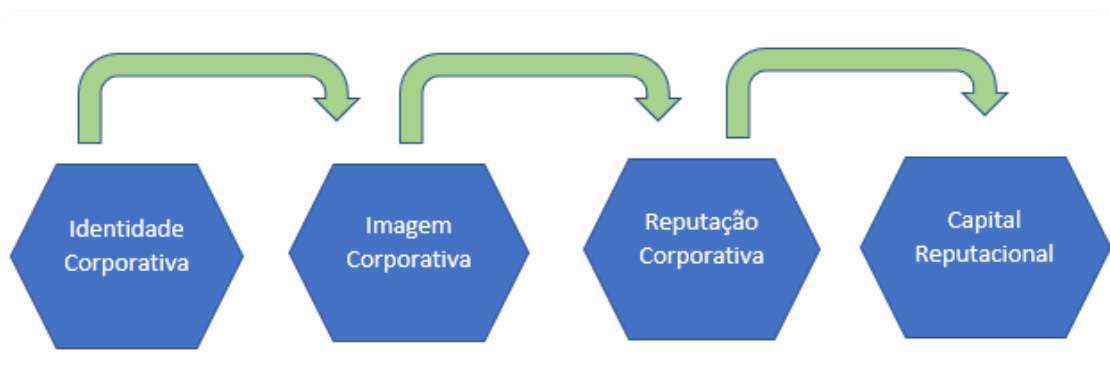 Identidade
Corporativa
Imagem
Corporativa
Reputação
Corporativa
Capital
Reputacional